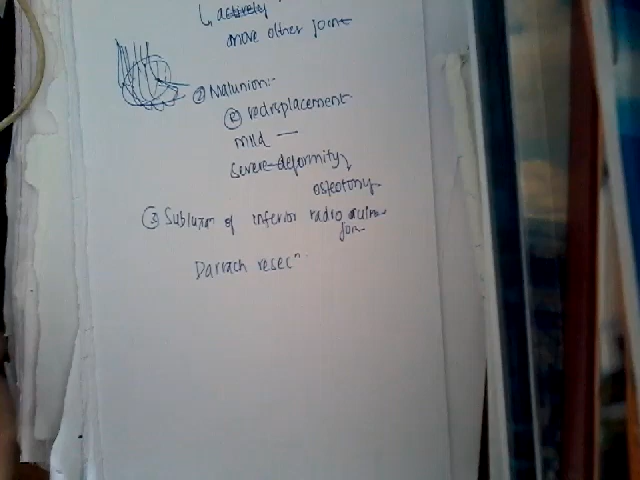 ↳ actively
move other joint
② Malunion:-
Ⓡ redisplacement
mild —
severe deformity
osteotomy
③ Subluxn of inferior radio ulnar
Join
Darrach resecⁿ